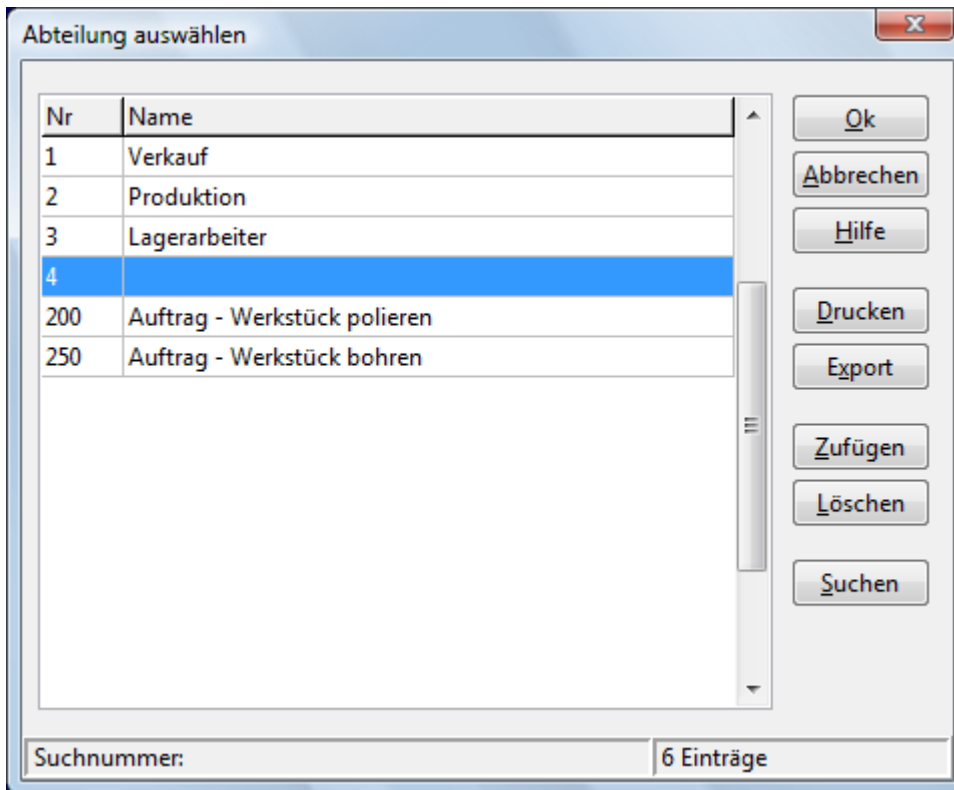 Abteilung auswählen
Nr Name
1 Verkauf
2 Produktion
3 Lagerarbeiter
4
200 Auftrag - Werkstück polieren
250 Auftrag - Werkstück bohren
Ok
Abbrechen
Hilfe
Drucken
Export
Zufügen
Löschen
Suchen
Suchnummer: 6 Einträge